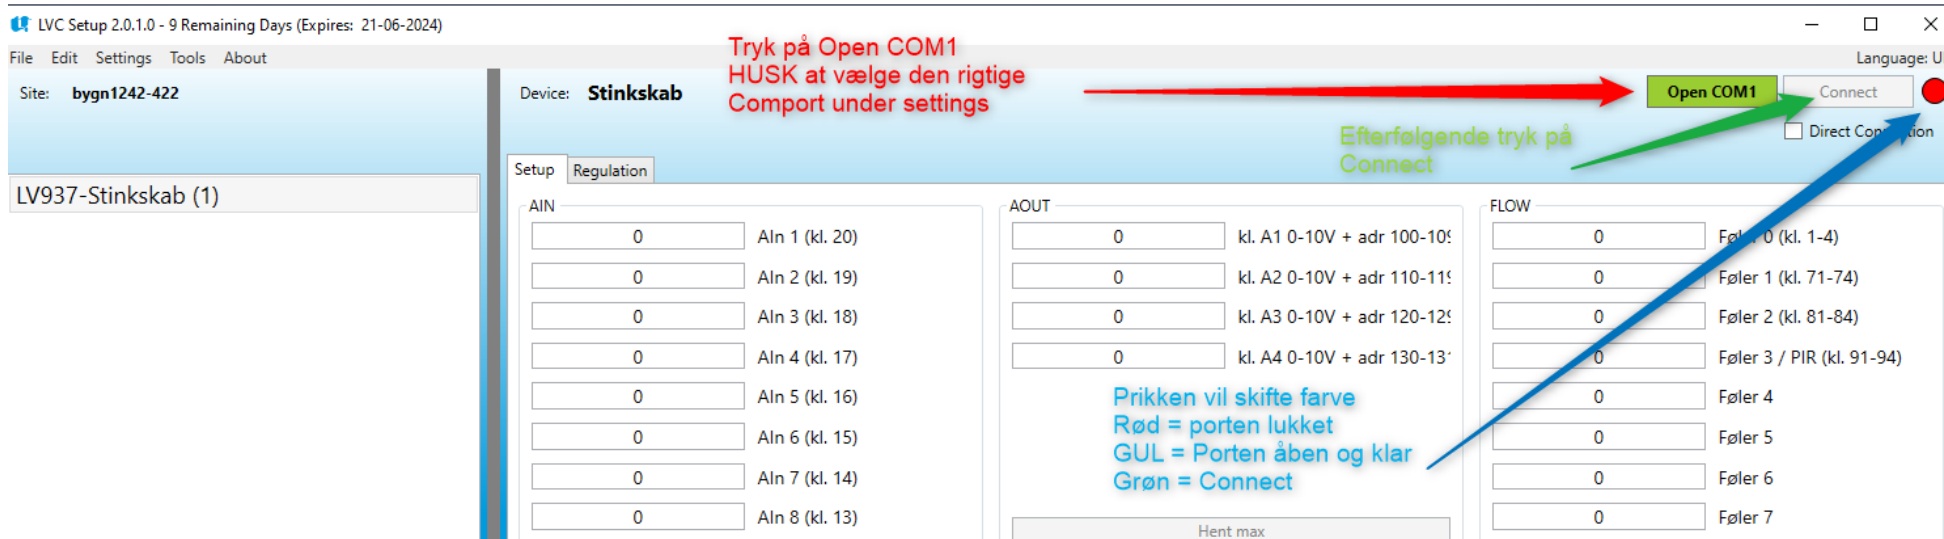 LVC Setup 2.0.1.0 - 9 Remaining Days (Expires: 21-06-2024)
File Edit Settings Tools About
Language: U
Site: bygn1242-422
Device: Stinkskab
Tryk på Open COM1
HUSK at vælge den rigtige
Comport under settings
Open COM1
Connect
Efterfølgende tryk på
Connect
Direct Connection
Setup Regulation
LV937-Stinkskab (1)
AIN
0 AIn 1 (kl. 20)
0 AIn 2 (kl. 19)
0 AIn 3 (kl. 18)
0 AIn 4 (kl. 17)
0 AIn 5 (kl. 16)
0 AIn 6 (kl. 15)
0 AIn 7 (kl. 14)
0 AIn 8 (kl. 13)
AOUT
0 kl. A1 0-10V + adr 100-109
0 kl. A2 0-10V + adr 110-119
0 kl. A3 0-10V + adr 120-129
0 kl. A4 0-10V + adr 130-13
Prikken vil skifte farve
Rød = porten lukket
GUL = Porten åben og klar
Grøn = Connect
Hent max
FLOW
0 Føler 0 (kl. 1-4)
0 Føler 1 (kl. 71-74)
0 Føler 2 (kl. 81-84)
0 Føler 3 / PIR (kl. 91-94)
0 Føler 4
0 Føler 5
0 Føler 6
0 Føler 7